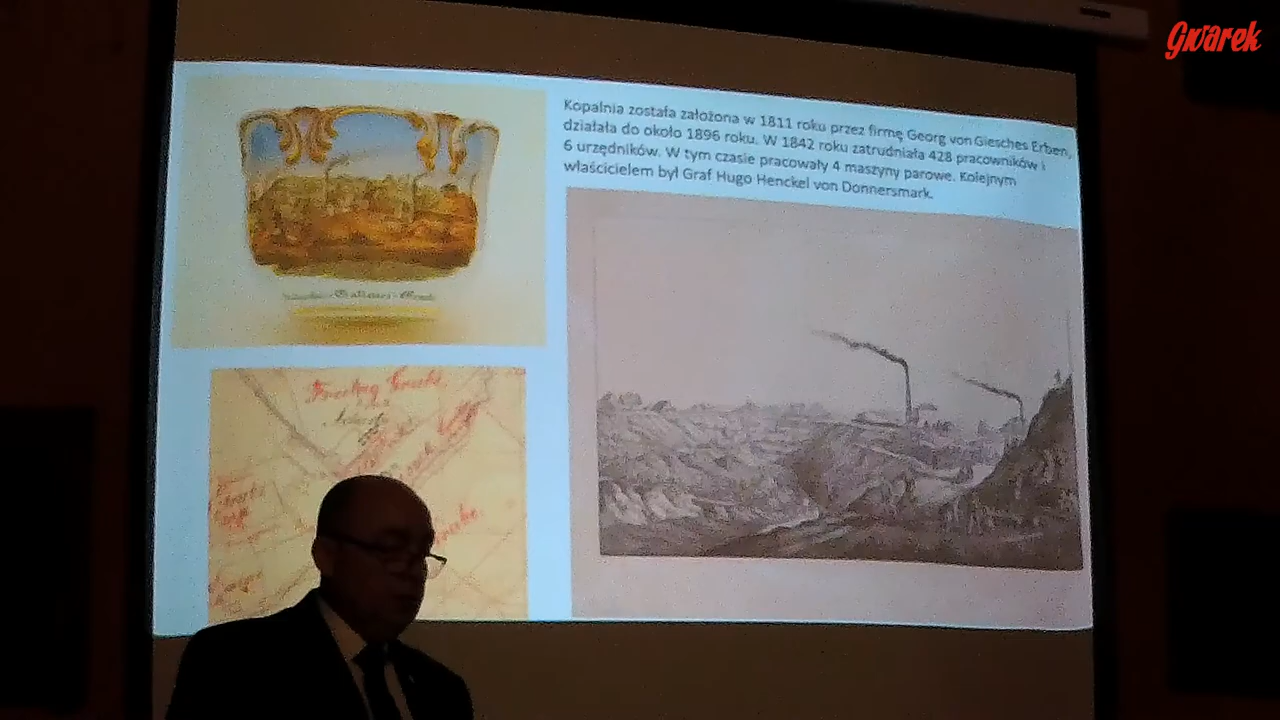 Gwarek
Kopalnia została założona w 1811 roku przez firmę Georg von Giesches Erben,
działała do około 1896 roku. W 1842 roku zatrudniała 428 pracowników i
6 urzędników. W tym czasie pracowały 4 maszyny parowe. Kolejnym
właścicielem był Graf Hugo Henckel von Donnersmark.